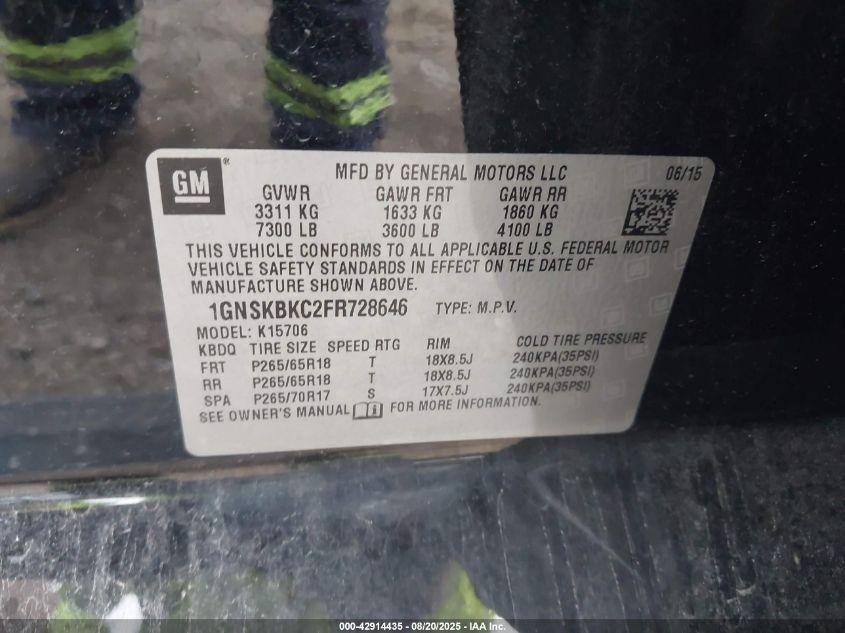 GM ® MFD BY GENERAL MOTORS LLC 06/15
GVWR GAWR FRT GAWR RR
3311 KG 1633 KG 1860 KG
7300 LB 3600 LB 4100 LB
THIS VEHICLE CONFORMS TO ALL APPLICABLE U.S. FEDERAL MOTOR
VEHICLE SAFETY STANDARDS IN EFFECT ON THE DATE OF
MANUFACTURE SHOWN ABOVE.
1GNSKBKC2FR728646 TYPE: M.P.V.
MODEL: K15706
KBDQ TIRE SIZE SPEED RTG RIM COLD TIRE PRESSURE
FRT P265/65R18 T 18X8.5J 240KPA(35PSI)
RR P265/65R18 T 18X8.5J 240KPA(35PSI)
SPA P265/70R17 S 17X7.5J 240KPA(35PSI)
SEE OWNER'S MANUAL FOR MORE INFORMATION.
000-42914435 - 08/20/2025 - IAA Inc.